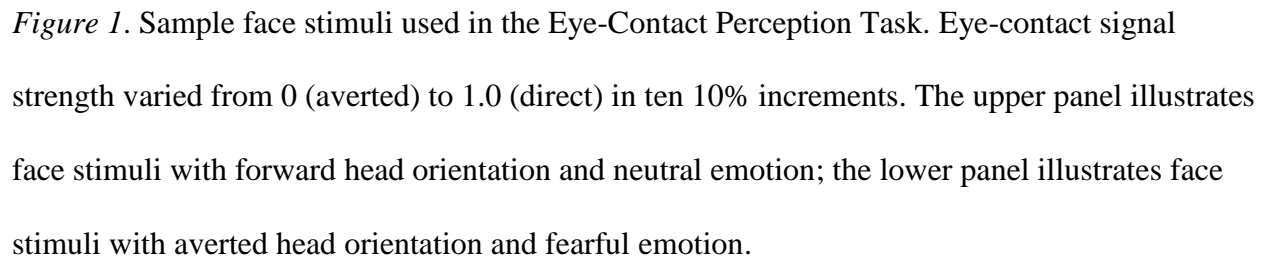 Figure 1. Sample face stimuli used in the Eye-Contact Perception Task. Eye-contact signal
strength varied from 0 (averted) to 1.0 (direct) in ten 10% increments. The upper panel illustrates
face stimuli with forward head orientation and neutral emotion; the lower panel illustrates face
stimuli with averted head orientation and fearful emotion.